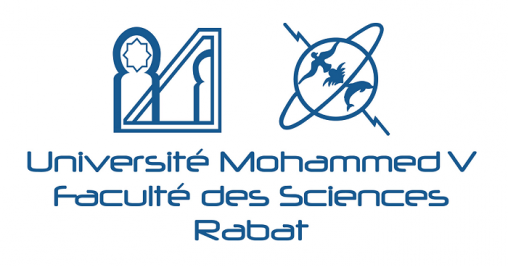 Université Mohammed V
Faculté des Sciences
Rabat